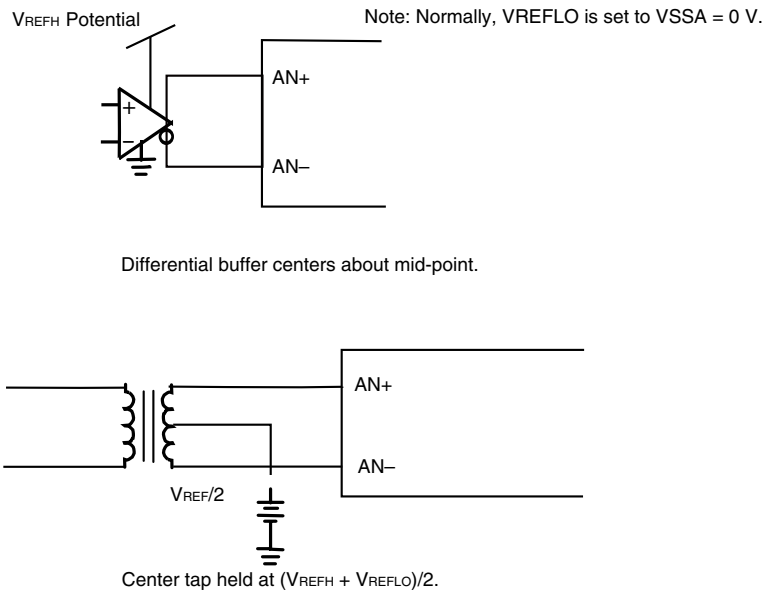 VREFH Potential
Note: Normally, VREFLO is set to VSSA = 0 V.
AN+
+
–
AN–
Differential buffer centers about mid-point.
AN+
AN–
VREF/2
Center tap held at (VREFH + VREFLO)/2.